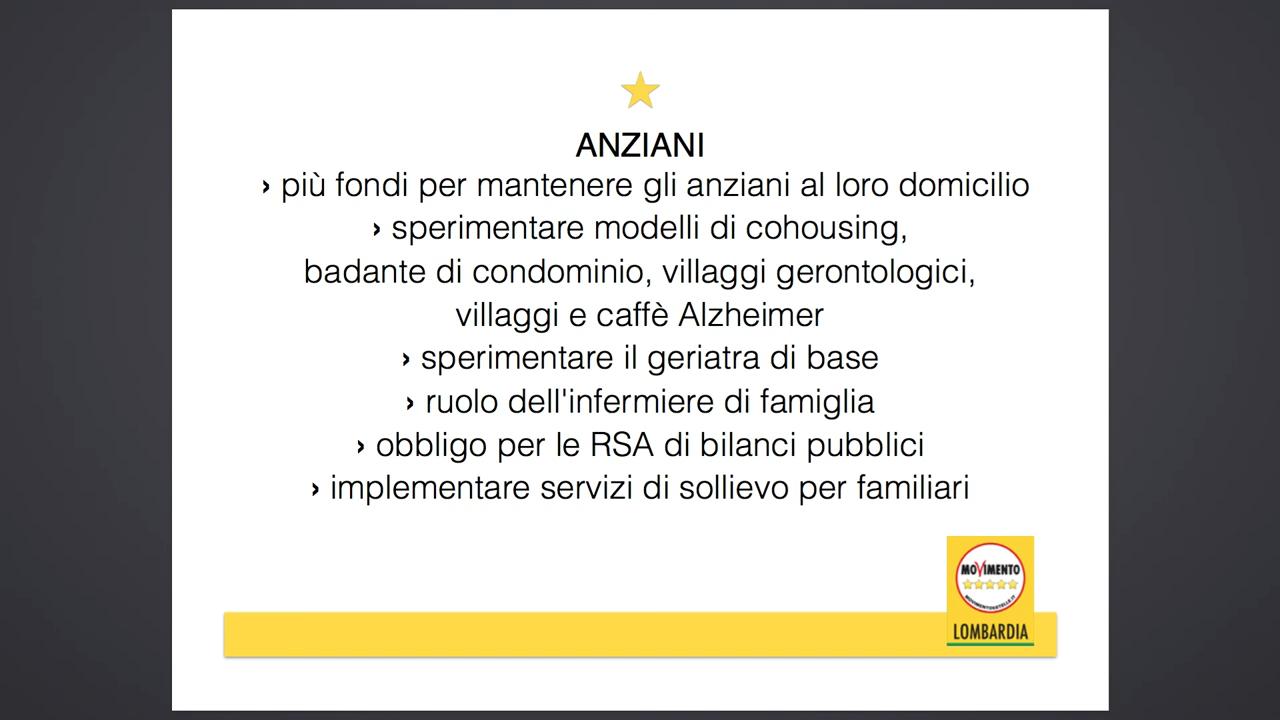 ANZIANI
› più fondi per mantenere gli anziani al loro domicilio
› sperimentare modelli di cohousing,
badante di condominio, villaggi gerontologici,
villaggi e caffè Alzheimer
› sperimentare il geriatra di base
› ruolo dell'infermiere di famiglia
› obbligo per le RSA di bilanci pubblici
› implementare servizi di sollievo per familiari
MOVIMENTO
MOVIMENTO5STELLE.IT
LOMBARDIA